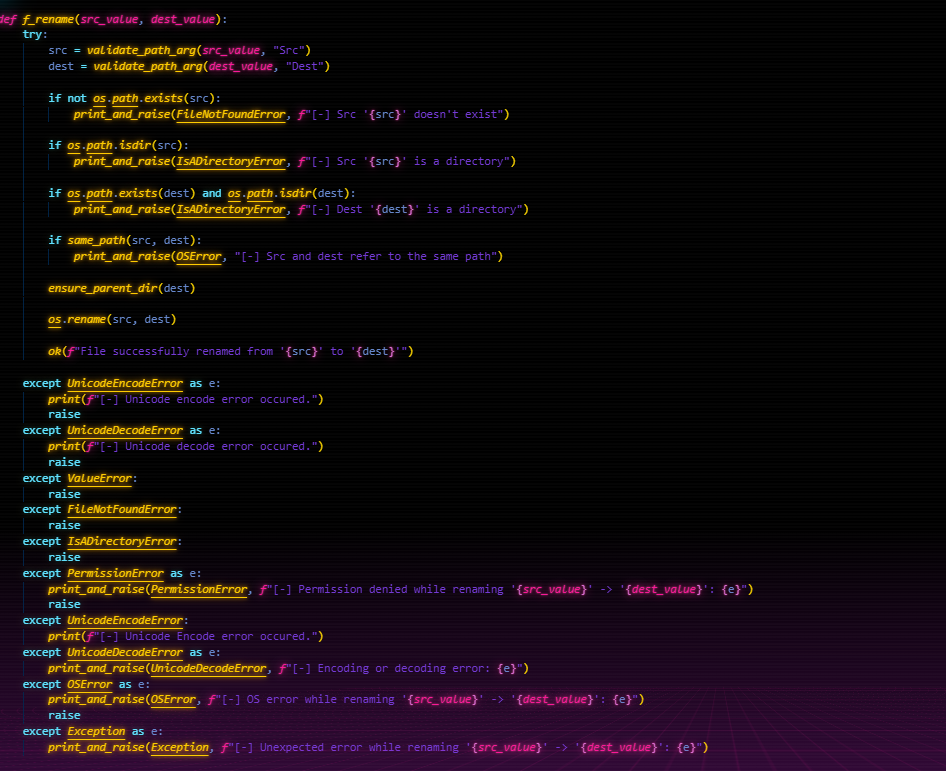 def f_rename(src_value, dest_value):
    try:
        src = validate_path_arg(src_value, "Src")
        dest = validate_path_arg(dest_value, "Dest")

        if not os.path.exists(src):
            print_and_raise(FileNotFoundError, f"[-] Src '{src}' doesn't exist")

        if os.path.isdir(src):
            print_and_raise(IsADirectoryError, f"[-] Src '{src}' is a directory")

        if os.path.exists(dest) and os.path.isdir(dest):
            print_and_raise(IsADirectoryError, f"[-] Dest '{dest}' is a directory")

        if same_path(src, dest):
            print_and_raise(OSError, "[-] Src and dest refer to the same path")

        ensure_parent_dir(dest)

        os.rename(src, dest)

        ok(f"File successfully renamed from '{src}' to '{dest}'")

    except UnicodeEncodeError as e:
        print(f"[-] Unicode encode error occured.")
        raise
    except UnicodeDecodeError as e:
        print(f"[-] Unicode decode error occured.")
        raise
    except ValueError:
        raise
    except FileNotFoundError:
        raise
    except IsADirectoryError:
        raise
    except PermissionError as e:
        print_and_raise(PermissionError, f"[-] Permission denied while renaming '{src_value}' -> '{dest_value}': {e}")
        raise
    except UnicodeEncodeError:
        print(f"[-] Unicode Encode error occured.")
    except UnicodeDecodeError as e:
        print_and_raise(UnicodeDecodeError, f"[-] Encoding or decoding error: {e}")
    except OSError as e:
        print_and_raise(OSError, f"[-] OS error while renaming '{src_value}' -> '{dest_value}': {e}")
        raise
    except Exception as e:
        print_and_raise(Exception, f"[-] Unexpected error while renaming '{src_value}' -> '{dest_value}': {e}")